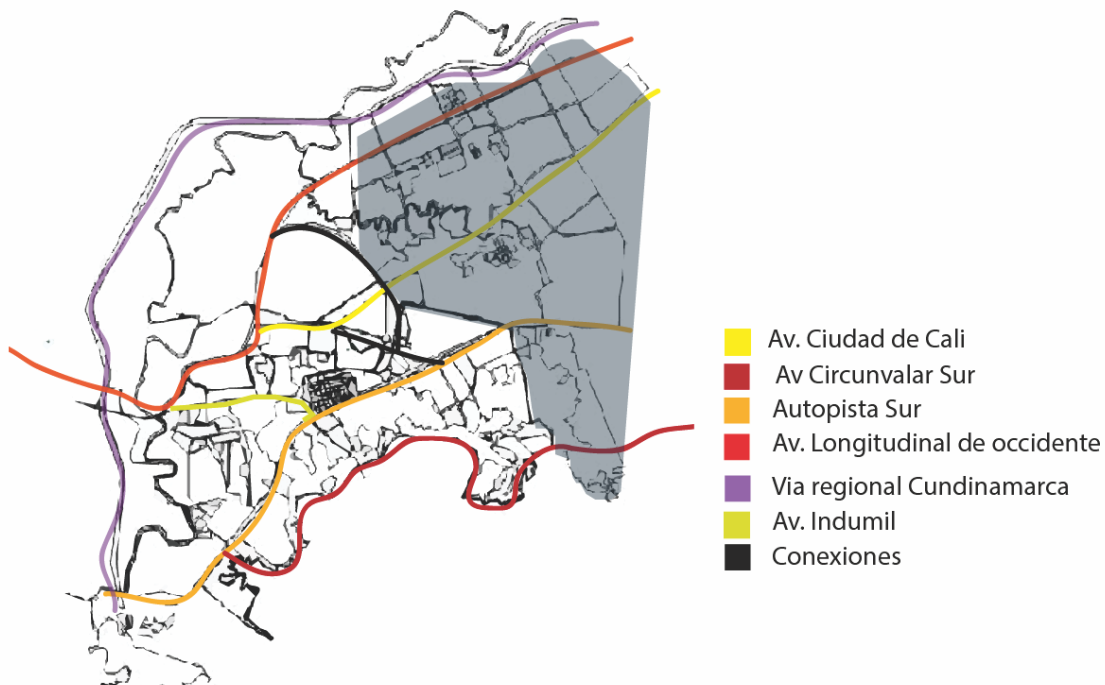 Av. Ciudad de Cali
Av Circunvalar Sur
Autopista Sur
Av. Longitudinal de occidente
Via regional Cundinamarca
Av. Indumil
Conexiones